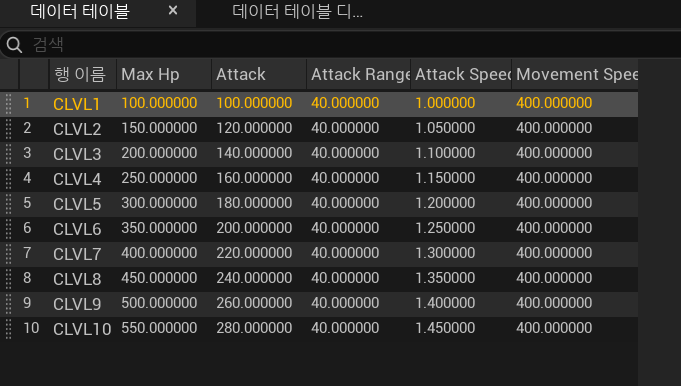 데이터 테이블 × 데이터 테이블 디...
검색
행 이름 Max Hp Attack Attack Range Attack Speed Movement Spee
1 CLVL1 100.000000 100.000000 40.000000 1.000000 400.000000
2 CLVL2 150.000000 120.000000 40.000000 1.050000 400.000000
3 CLVL3 200.000000 140.000000 40.000000 1.100000 400.000000
4 CLVL4 250.000000 160.000000 40.000000 1.150000 400.000000
5 CLVL5 300.000000 180.000000 40.000000 1.200000 400.000000
6 CLVL6 350.000000 200.000000 40.000000 1.250000 400.000000
7 CLVL7 400.000000 220.000000 40.000000 1.300000 400.000000
8 CLVL8 450.000000 240.000000 40.000000 1.350000 400.000000
9 CLVL9 500.000000 260.000000 40.000000 1.400000 400.000000
10 CLVL10 550.000000 280.000000 40.000000 1.450000 400.000000